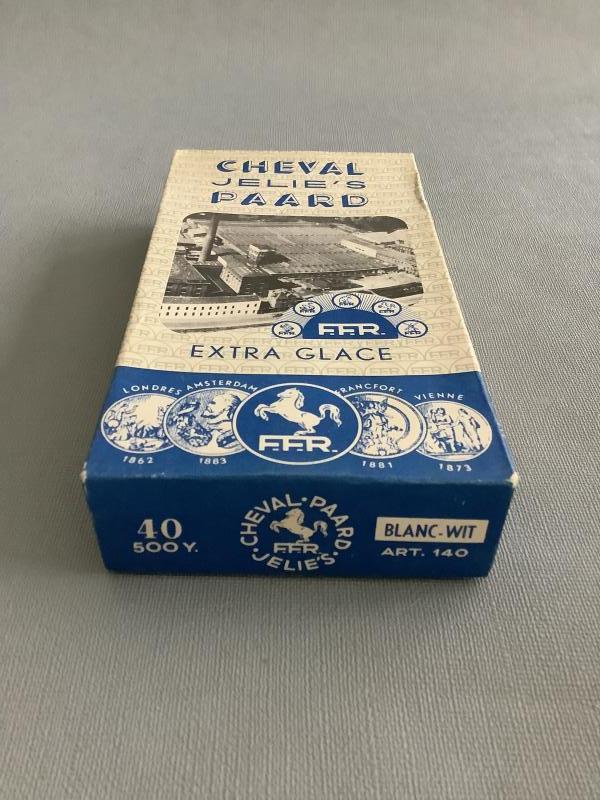 CHEVAL
JELIE'S
PAARD
F.F.R.
EXTRA GLACE
LONDRES AMSTERDAM FRANCFORT VIENNE
F.F.R.
1862 1883 1881 1873
40
500 Y.
CHEVAL · PAARD
F.F.R.
· JELIE'S ·
BLANC-WIT
ART. 140